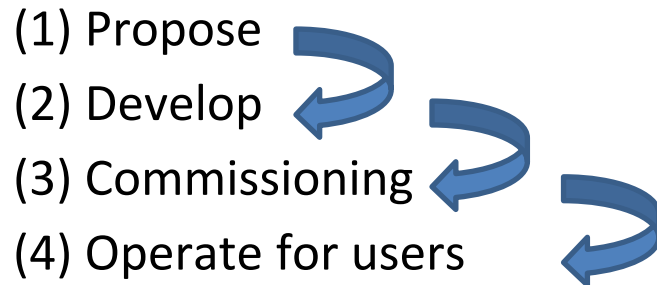 (1) Propose
(2) Develop
(3) Commissioning
(4) Operate for users